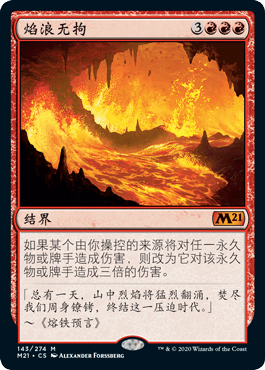 焰浪无拘 3
结界 M21
如果某个由你操控的来源将对任一永久
物或牌手造成伤害，则改为它对该永久
物或牌手造成三倍的伤害。
「总有一天，山中烈焰将猛烈翻涌，焚尽
我们周身镣铐，终结这一压迫时代。」
～《熔铁预言》
143/274 M
M21 • CS ALEXANDER FORSSBERG
™ & © 2020 Wizards of the Coast